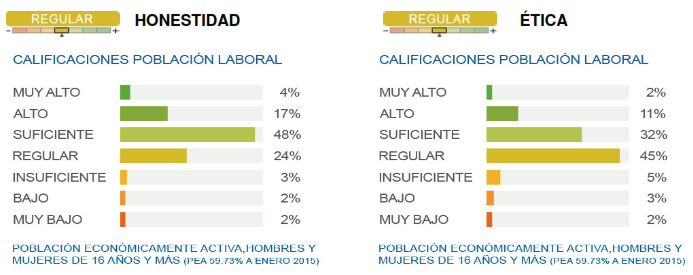 REGULAR HONESTIDAD
- +
CALIFICACIONES POBLACIÓN LABORAL
MUY ALTO 4%
ALTO 17%
SUFICIENTE 48%
REGULAR 24%
INSUFICIENTE 3%
BAJO 2%
MUY BAJO 2%
POBLACIÓN ECONÓMICAMENTE ACTIVA,HOMBRES Y
MUJERES DE 16 AÑOS Y MÁS (PEA 59.73% A ENERO 2015)
REGULAR ÉTICA
- +
CALIFICACIONES POBLACIÓN LABORAL
MUY ALTO 2%
ALTO 11%
SUFICIENTE 32%
REGULAR 45%
INSUFICIENTE 5%
BAJO 3%
MUY BAJO 2%
POBLACIÓN ECONÓMICAMENTE ACTIVA,HOMBRES Y
MUJERES DE 16 AÑOS Y MÁS (PEA 59.73% A ENERO 2015)